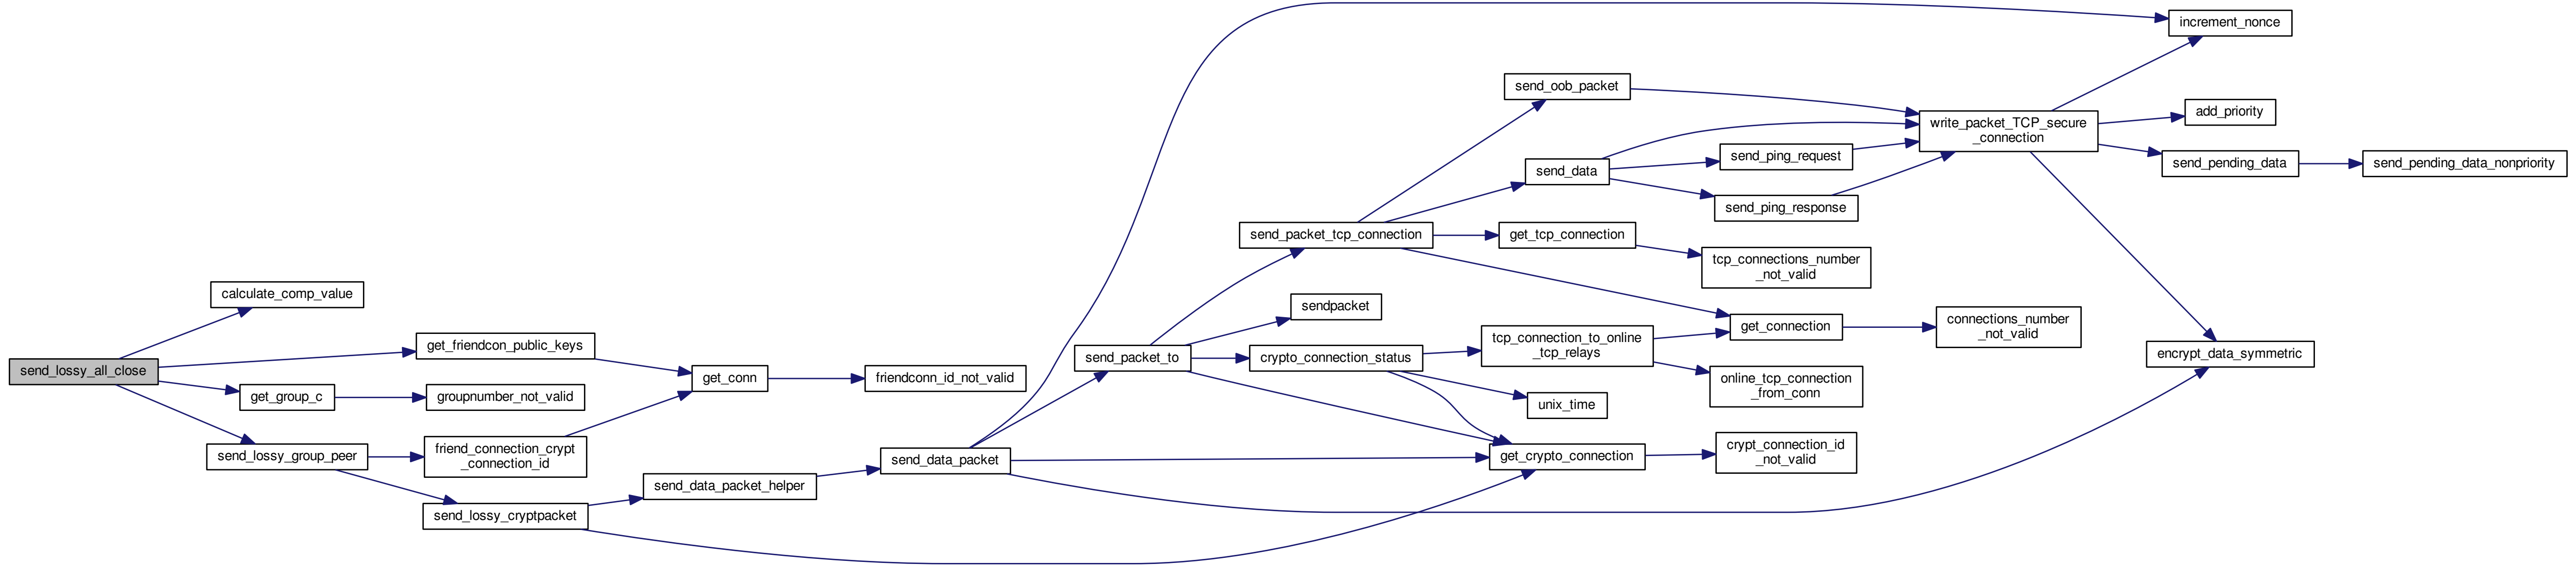 send_lossy_all_close
calculate_comp_value
get_friendcon_public_keys
get_group_c
groupnumber_not_valid
send_lossy_group_peer
friend_connection_crypt
_connection_id
send_lossy_cryptpacket
get_conn
friendconn_id_not_valid
send_data_packet_helper
send_data_packet
send_packet_to
send_packet_tcp_connection
sendpacket
crypto_connection_status
send_oob_packet
send_data
get_tcp_connection
tcp_connection_to_online
_tcp_relays
unix_time
get_crypto_connection
send_ping_request
send_ping_response
tcp_connections_number
_not_valid
get_connection
online_tcp_connection
_from_conn
crypt_connection_id
_not_valid
write_packet_TCP_secure
_connection
connections_number
_not_valid
increment_nonce
add_priority
send_pending_data
encrypt_data_symmetric
send_pending_data_nonpriority